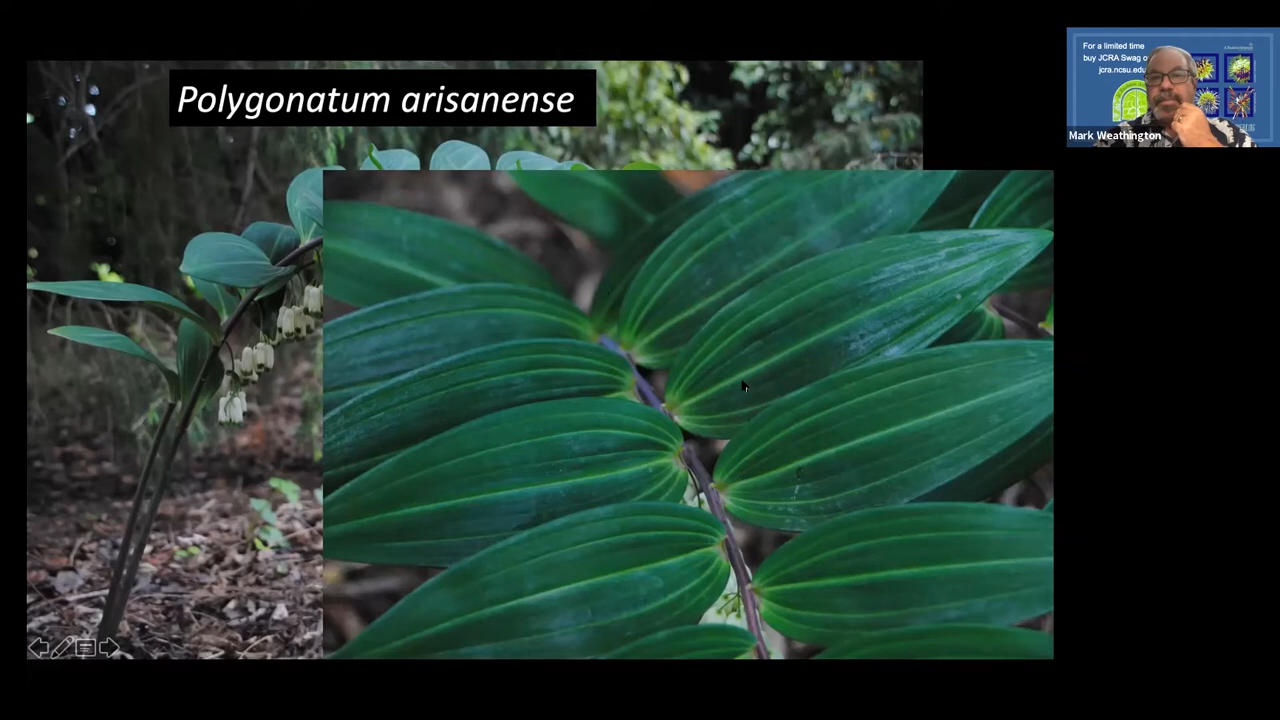 Polygonatum arisanense
For a limited time
buy JCRA Swag o
jcra.ncsu.edu
Mark Weathington